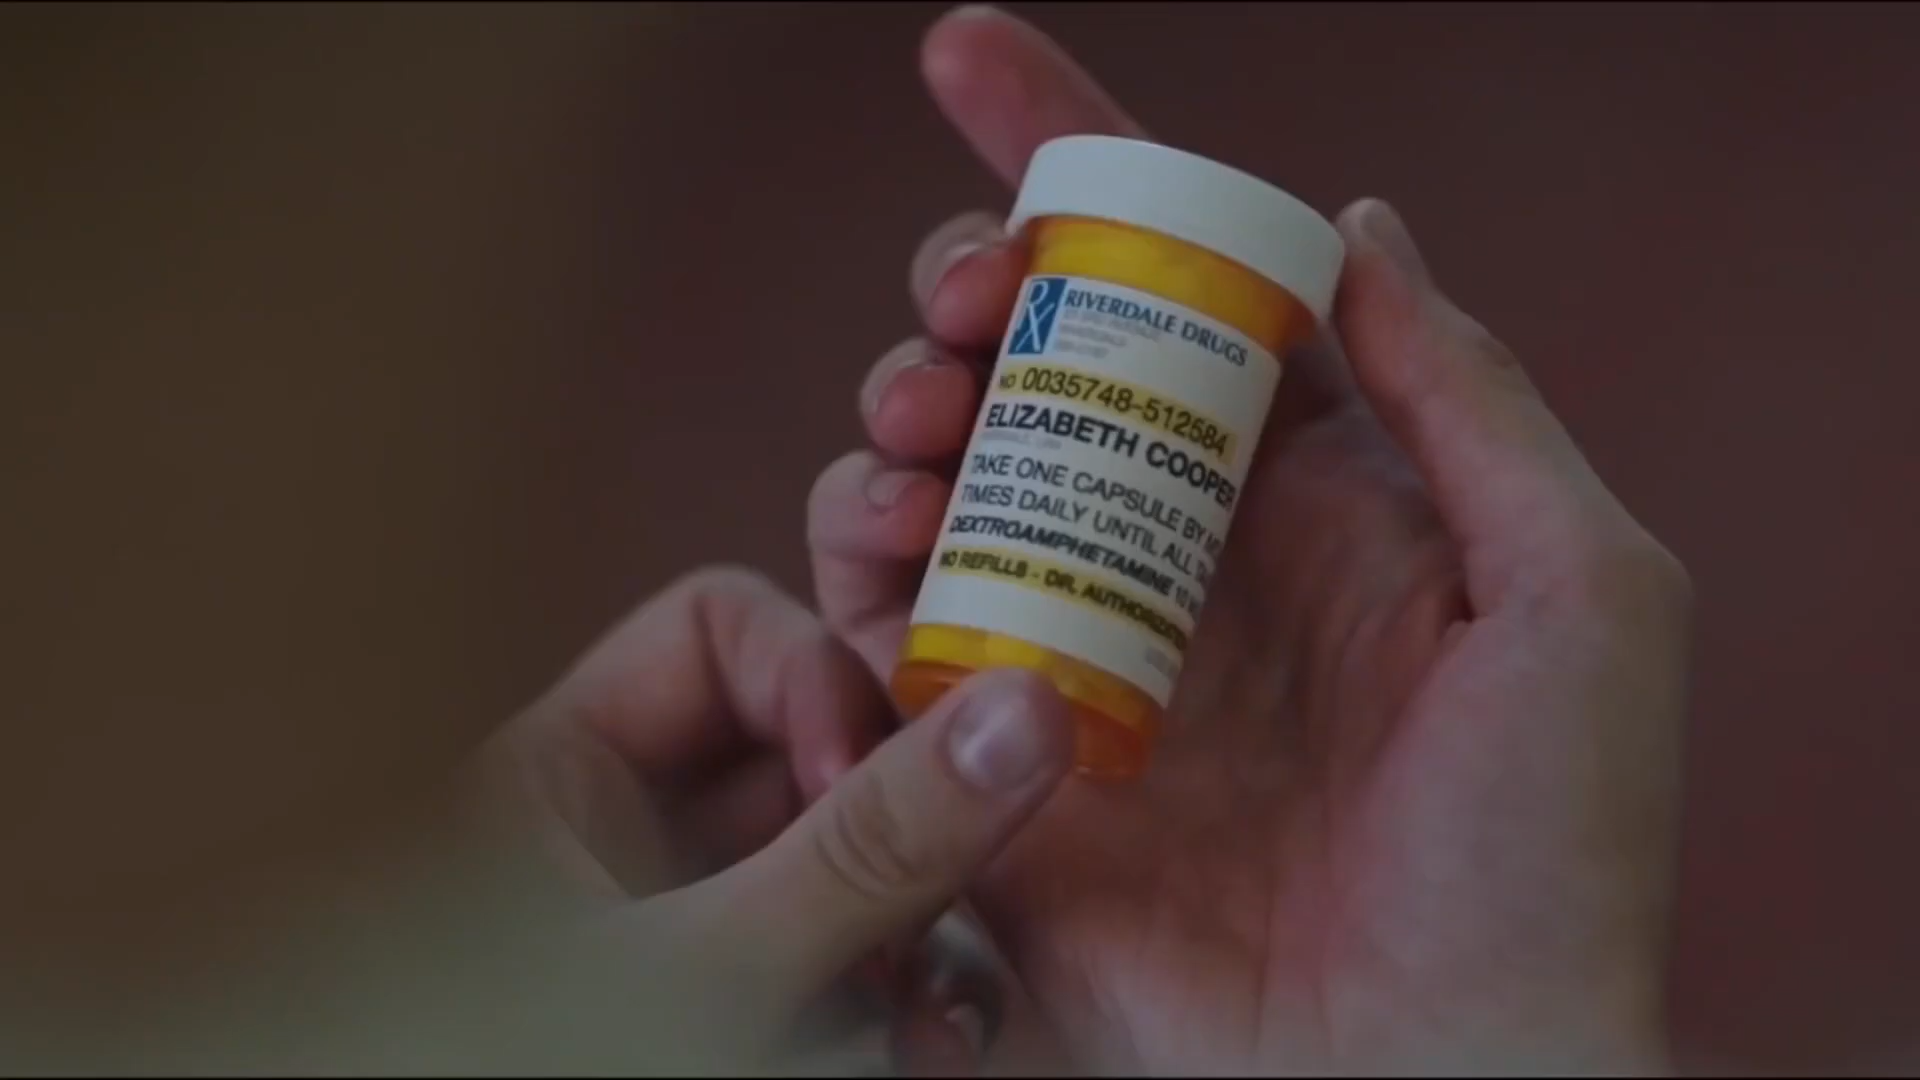 RX
RIVERDALE DRUGS
NO 0035748-512584
ELIZABETH COOPER
TAKE ONE CAPSULE BY
TIMES DAILY UNTIL ALL
DEXTROAMPHETAMINE 10
NO REFILLS - DR. AUTHORIZATION